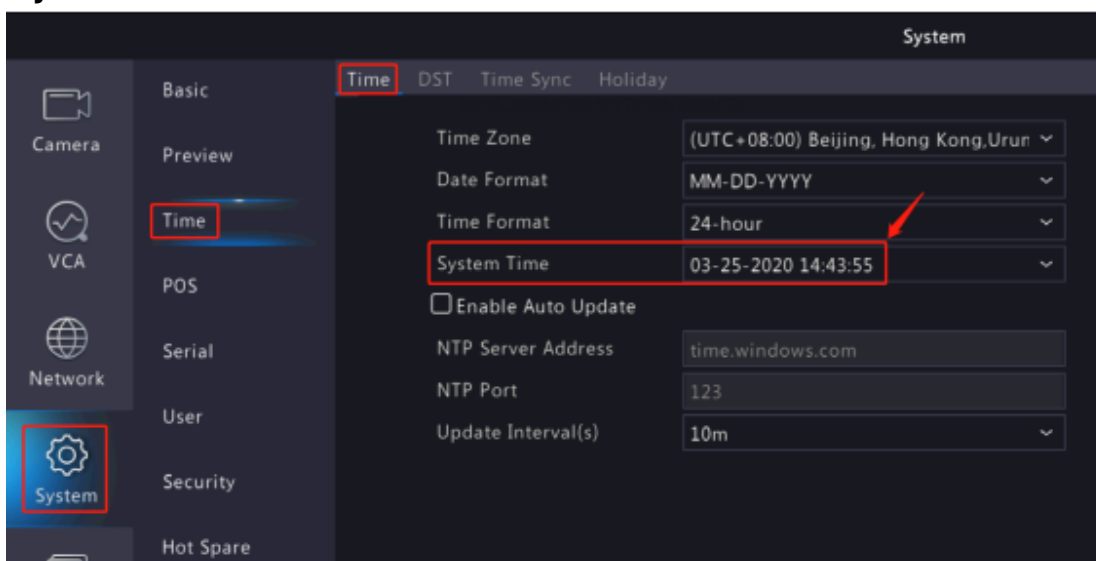 System
Time DST Time Sync Holiday
Camera
VCA
Network
System
Basic
Preview
Time
POS
Serial
User
Security
Hot Spare
Time Zone (UTC+08:00) Beijing, Hong Kong,Urun
Date Format MM-DD-YYYY
Time Format 24-hour
System Time 03-25-2020 14:43:55
Enable Auto Update
NTP Server Address time.windows.com
NTP Port 123
Update Interval(s) 10m